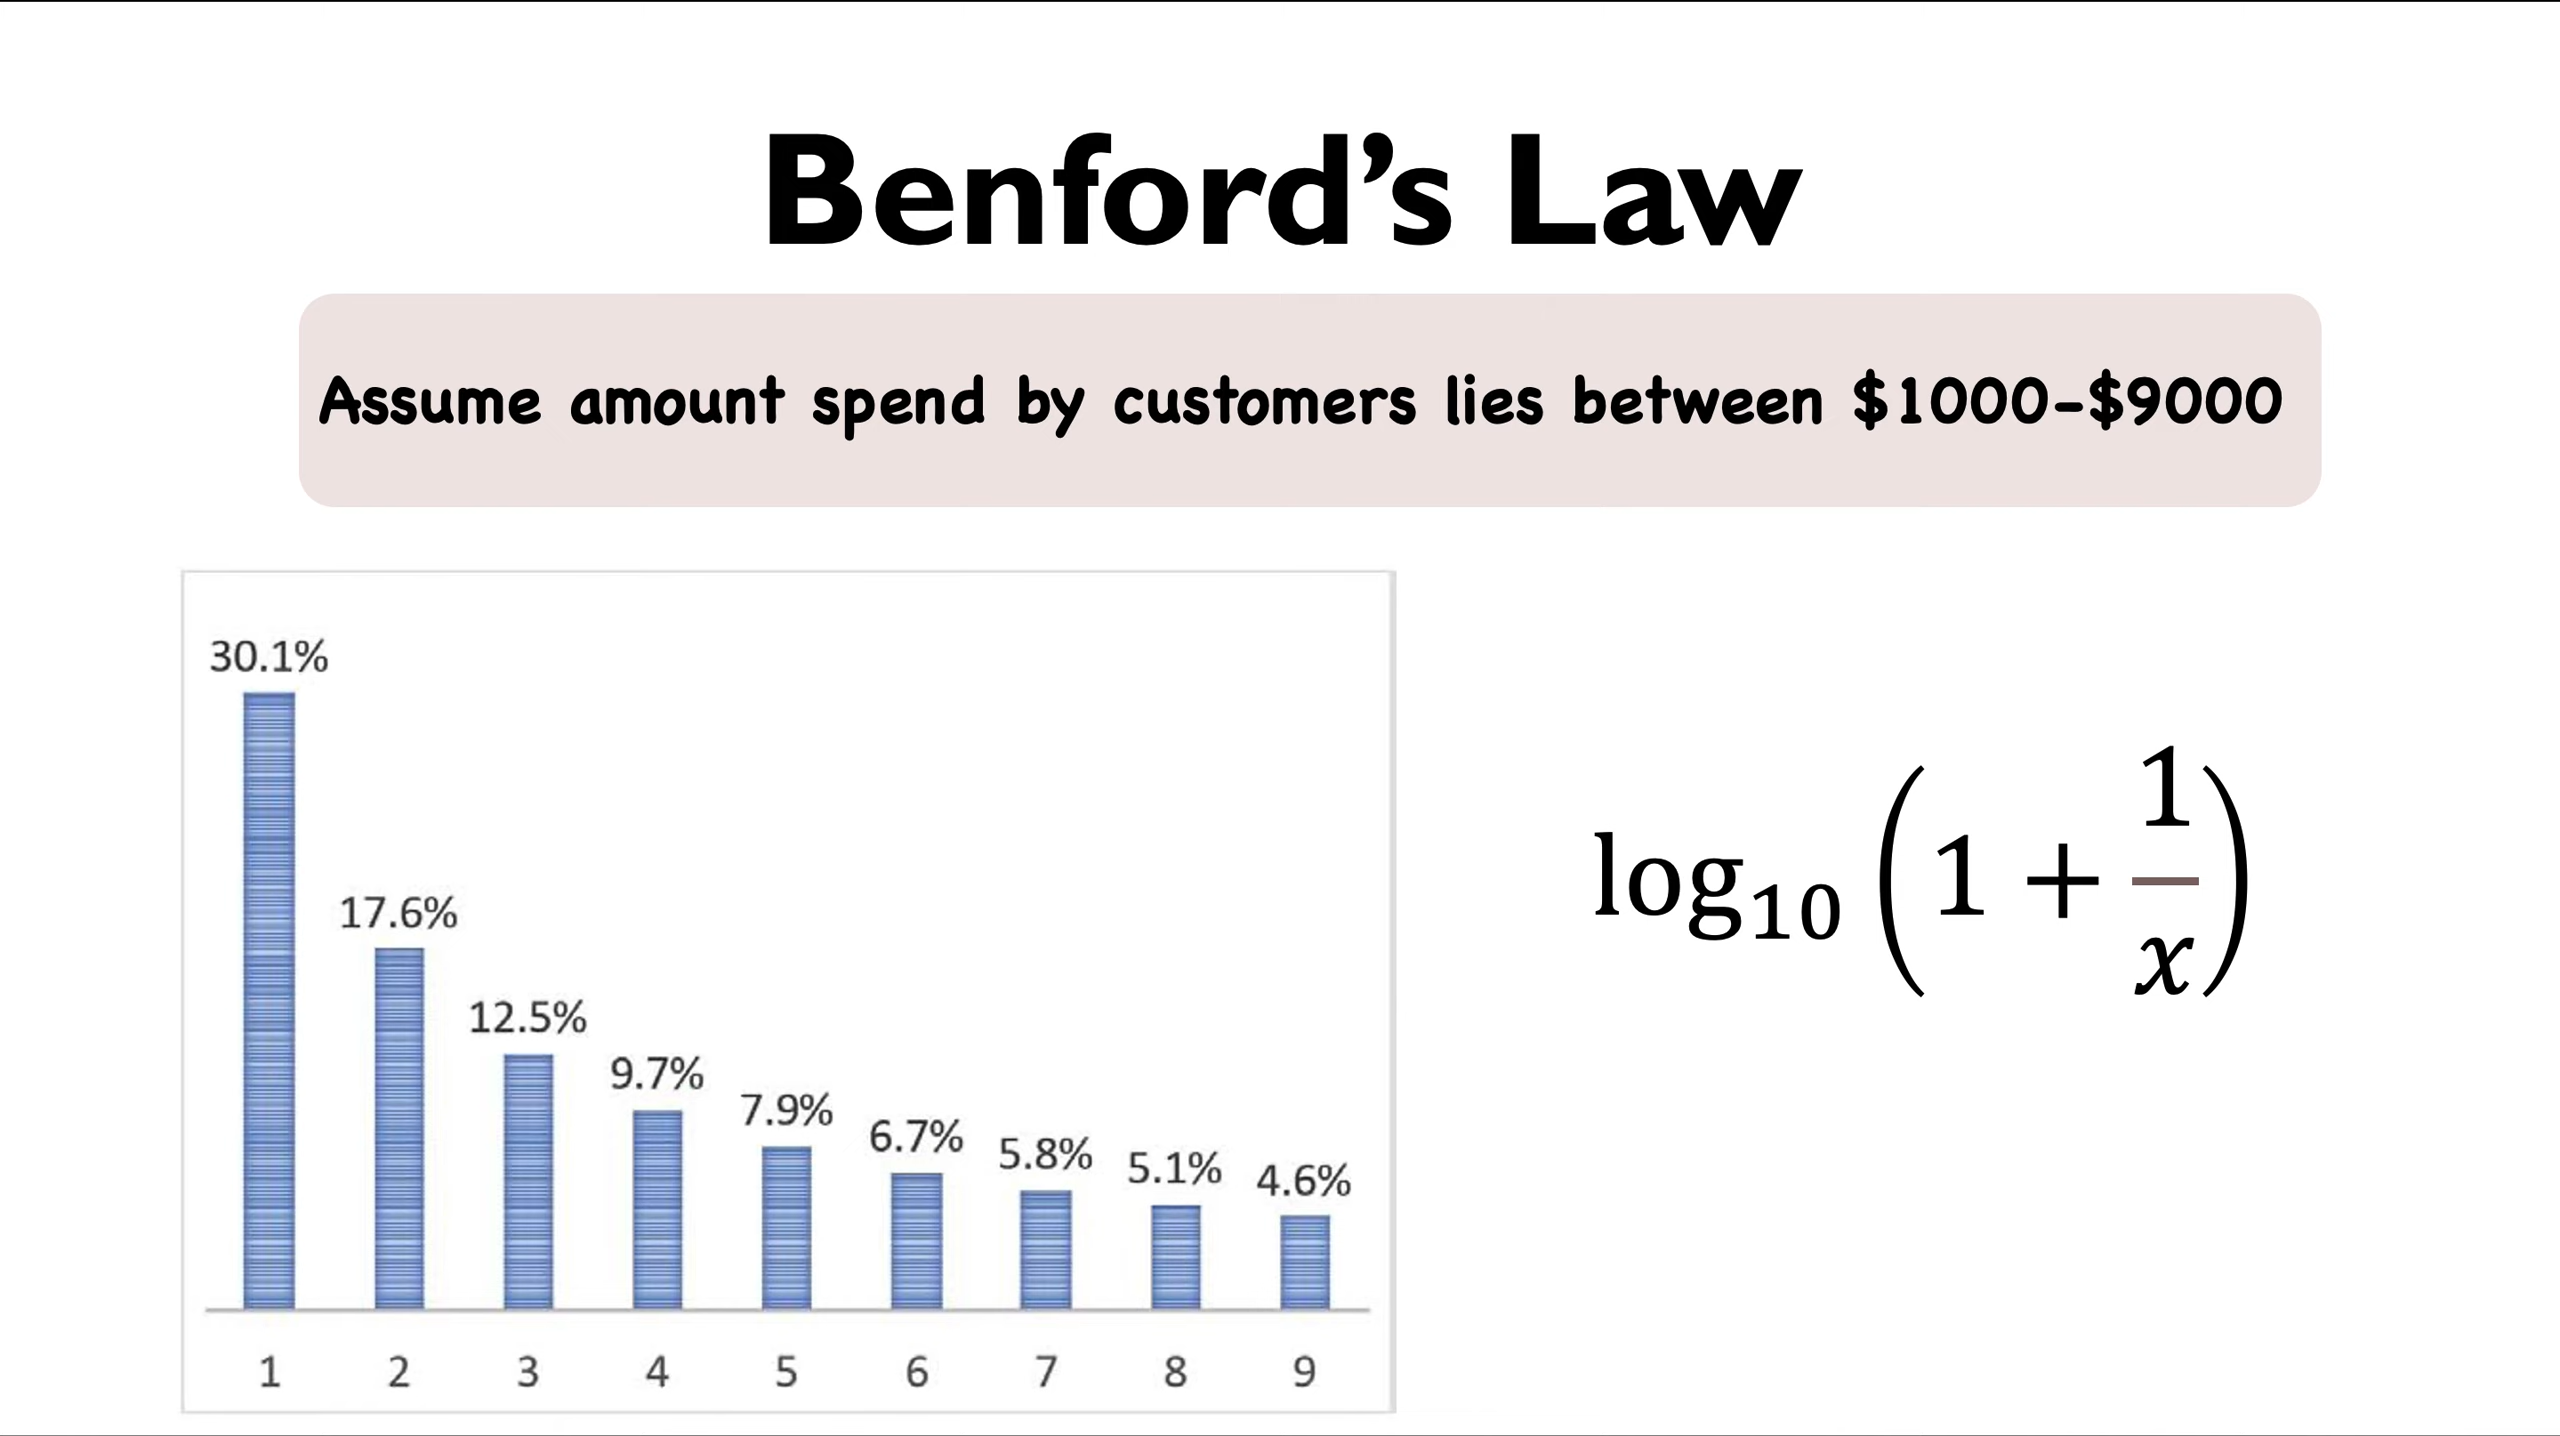 Benford’s Law
Assume amount spend by customers lies between $1000-$9000
30.1%
17.6%
12.5%
9.7%
7.9%
6.7%
5.8%
5.1%
4.6%
1 2 3 4 5 6 7 8 9
log₁₀(1 + 1/x)